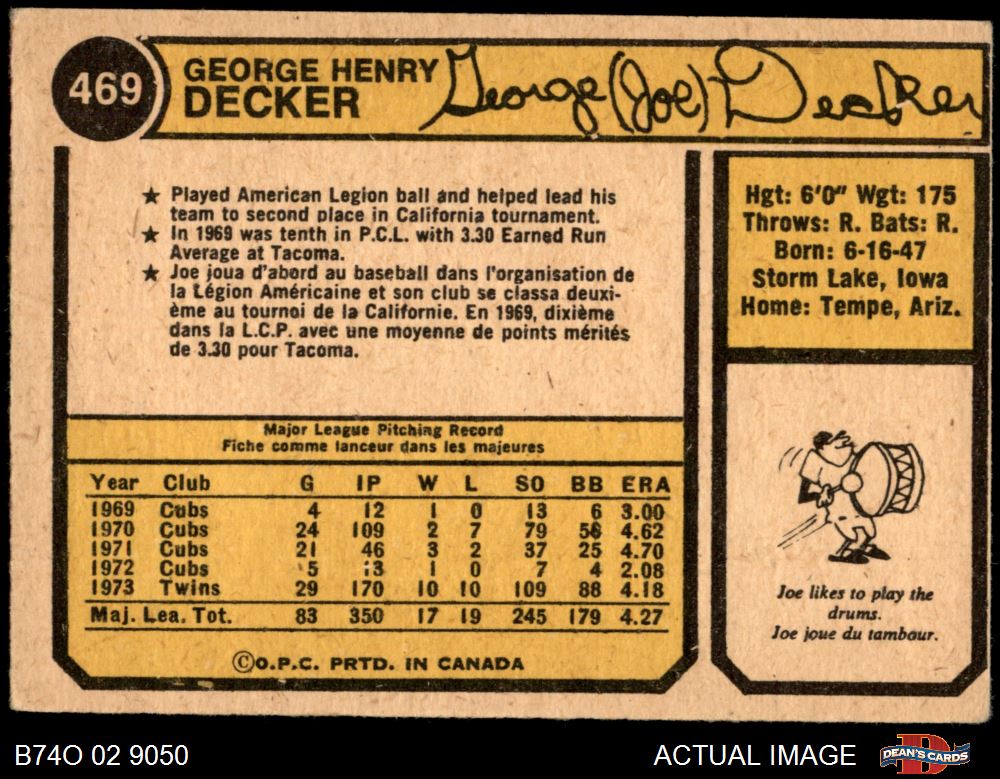 469
GEORGE HENRY
DECKER
George (Joe) Decker
★ Played American Legion ball and helped lead his
team to second place in California tournament.
★ In 1969 was tenth in P.C.L. with 3.30 Earned Run
Average at Tacoma.
★ Joe joua d'abord au baseball dans l'organisation de
la Légion Américaine et son club se classa deuxi-
ème au tournoi de la Californie. En 1969, dixième
dans la L.C.P. avec une moyenne de points mérités
de 3.30 pour Tacoma.
Hgt: 6'0" Wgt: 175
Throws: R. Bats: R.
Born: 6-16-47
Storm Lake, Iowa
Home: Tempe, Ariz.
Major League Pitching Record
Fiche comme lanceur dans les majeures
Year Club G IP W L SO BB ERA
1969 Cubs 4 12 1 0 13 6 3.00
1970 Cubs 24 109 2 7 79 56 4.62
1971 Cubs 21 46 3 2 37 25 4.70
1972 Cubs 5 13 1 0 7 4 2.08
1973 Twins 29 170 10 10 109 88 4.18
Maj. Lea. Tot. 83 350 17 19 245 179 4.27
©O.P.C. PRTD. IN CANADA
Joe likes to play the
drums.
Joe joue du tambour.
B74O 02 9050
ACTUAL IMAGE
DEAN'S CARDS